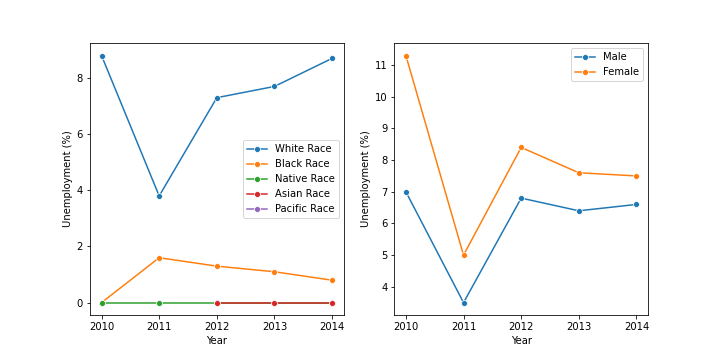 Unemployment (%)
8
6
4
2
0
2010 2011 2012 2013 2014
Year
White Race
Black Race
Native Race
Asian Race
Pacific Race
Unemployment (%)
11
10
9
8
7
6
5
4
2010 2011 2012 2013 2014
Year
Male
Female